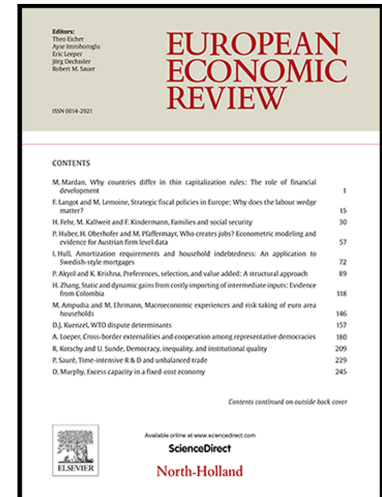 Editors:
Theo Eicher
Ayse Imrohoroglu
Eric Leeper
Jörg Oechssler
Robert M. Sauer
ISSN 0014-2921
EUROPEAN
ECONOMIC
REVIEW
CONTENTS
M. Mardan, Why countries differ in thin capitalization rules: The role of financial
development 1
F. Langot and M. Lemoine, Strategic fiscal policies in Europe: Why does the labour wedge
matter? 15
H. Fehr, M. Kallweit and F. Kindermann, Families and social security 30
P. Huber, H. Oberhofer and M. Pfaffermayr, Who creates jobs? Econometric modeling and
evidence for Austrian firm level data 57
I. Hull, Amortization requirements and household indebtedness: An application to
Swedish-style mortgages 72
P. Akyol and K. Krishna, Preferences, selection, and value added: A structural approach 89
H. Zhang, Static and dynamic gains from costly importing of intermediate inputs: Evidence
from Colombia 118
M. Ampudia and M. Ehrmann, Macroeconomic experiences and risk taking of euro area
households 146
D.J. Kuenzel, WTO dispute determinants 157
A. Loeper, Cross-border externalities and cooperation among representative democracies 180
R. Kotschy and U. Sunde, Democracy, inequality, and institutional quality 209
P. Sauré, Time-intensive R & D and unbalanced trade 229
D. Murphy, Excess capacity in a fixed-cost economy 245
Contents continued on outside back cover
ELSEVIER
Available online at www.sciencedirect.com
ScienceDirect
North-Holland